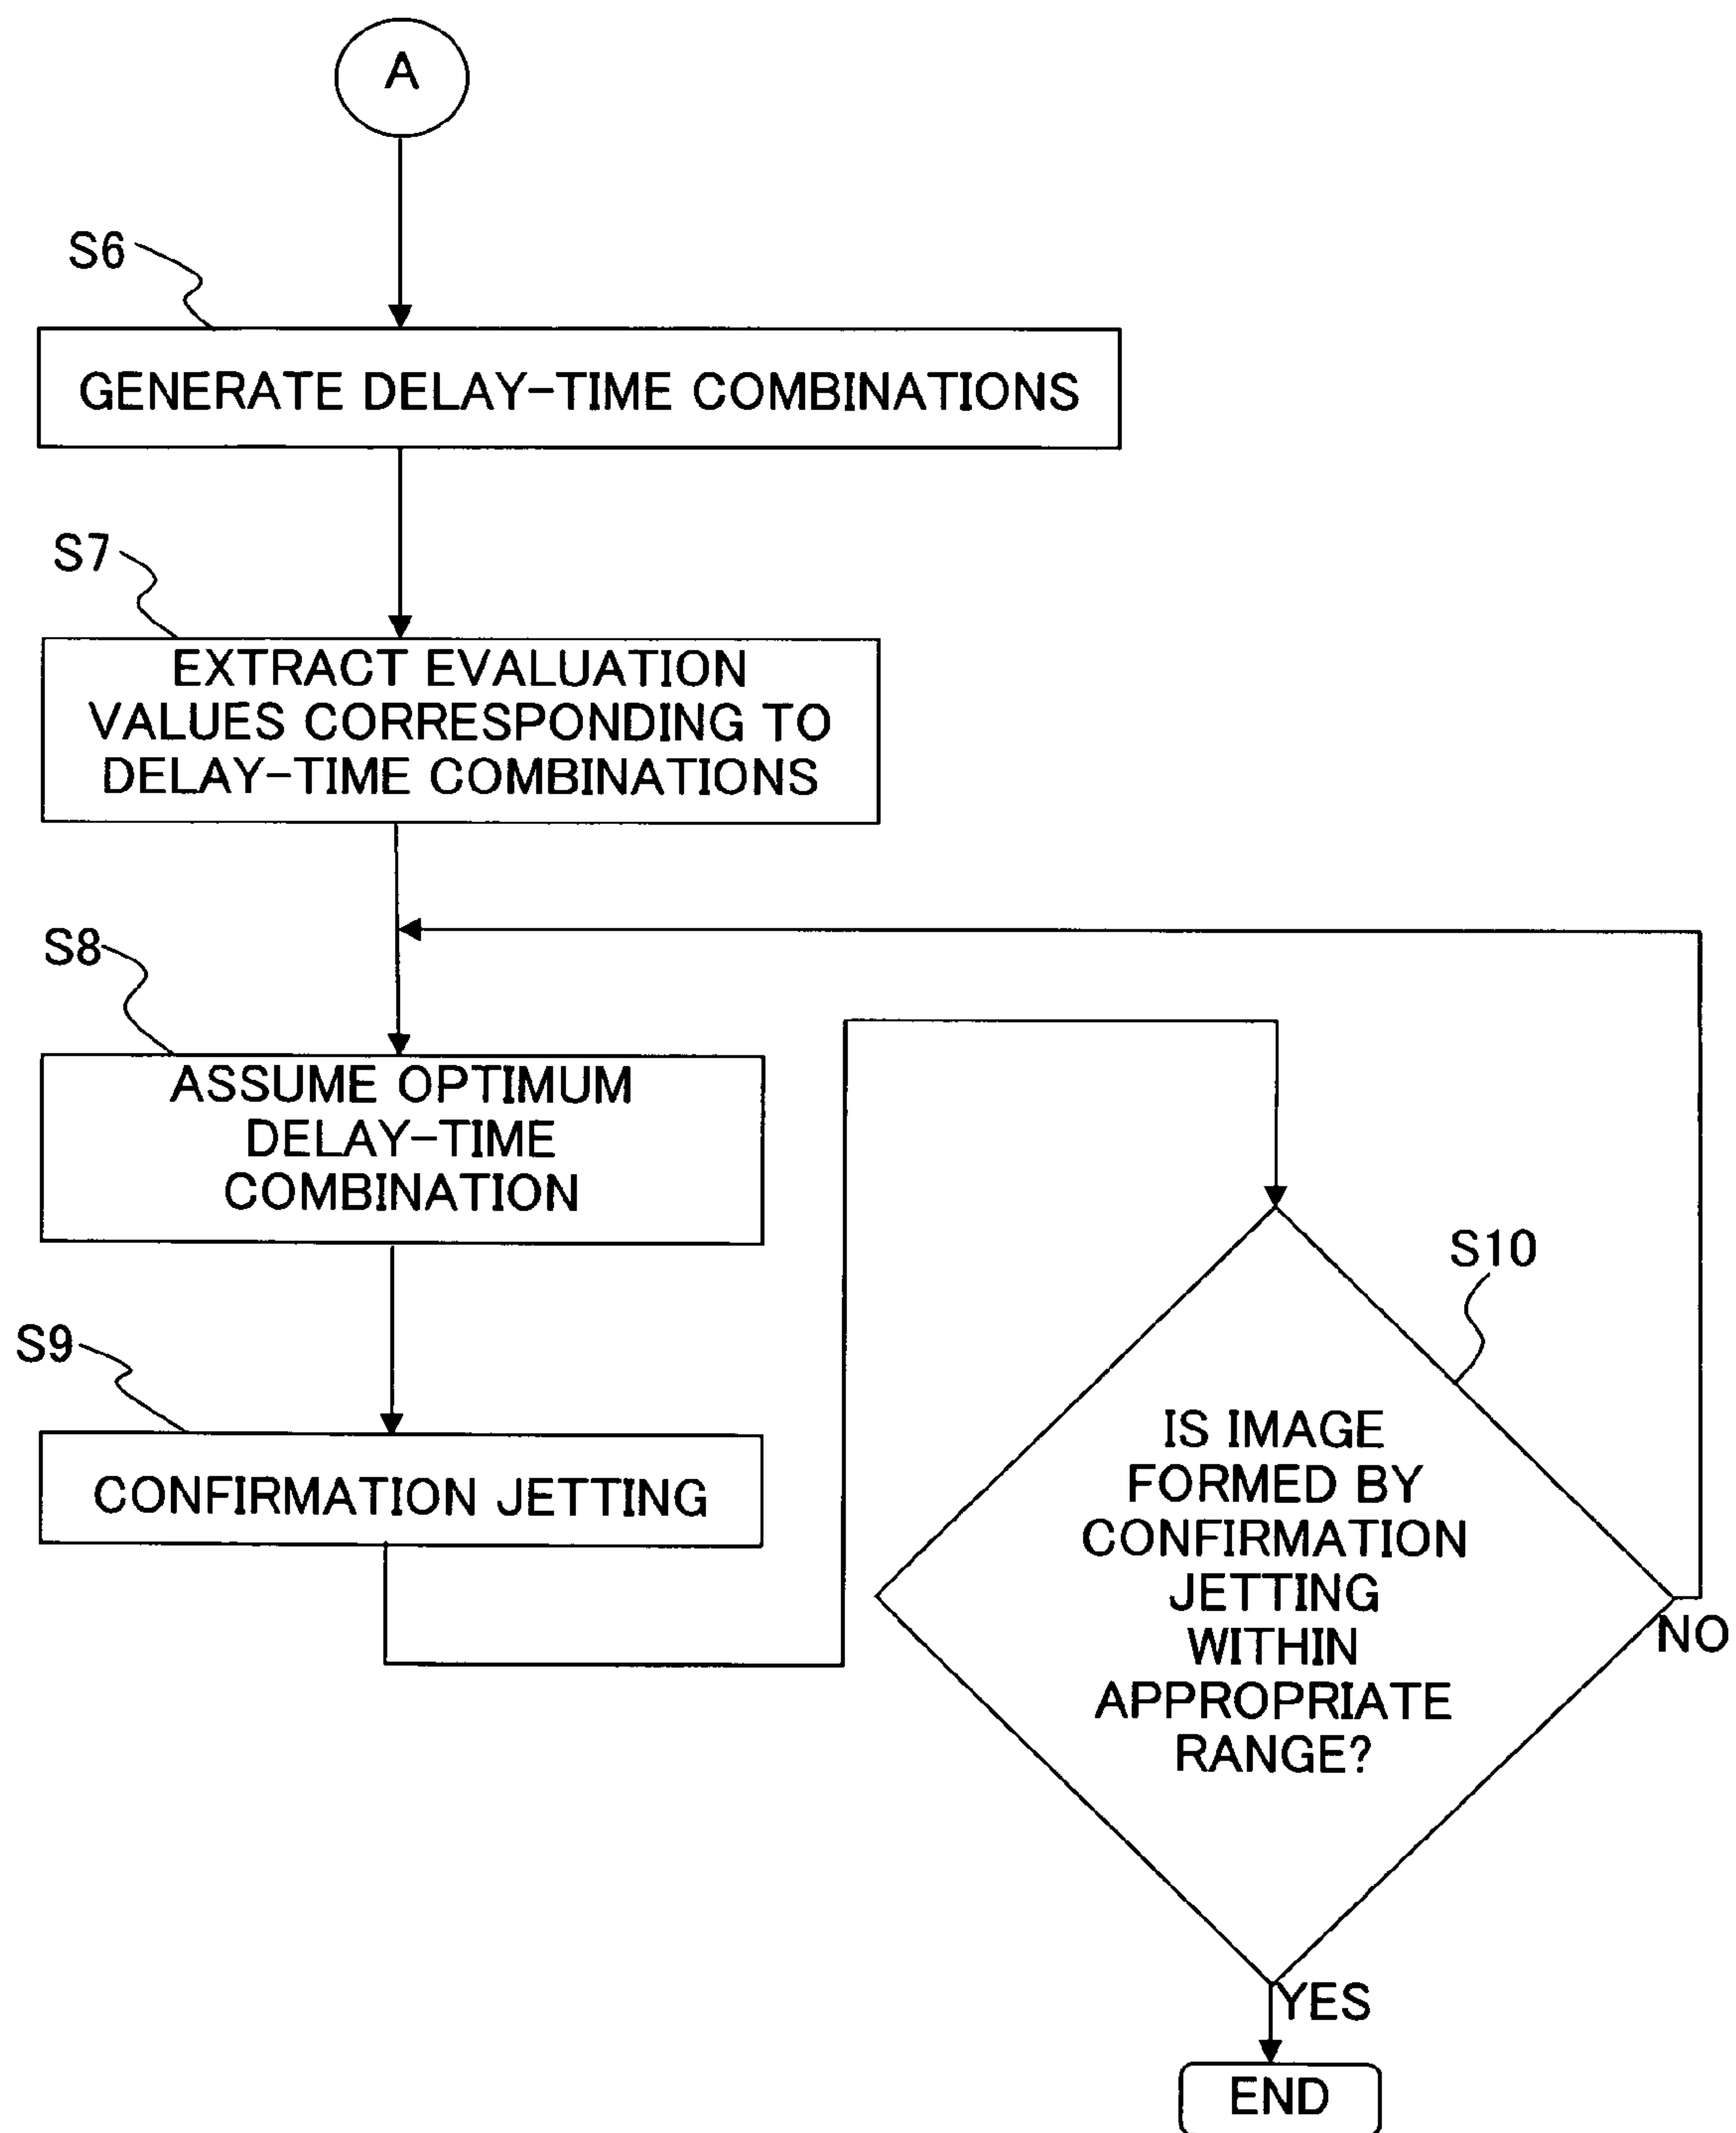 A
S6
GENERATE DELAY-TIME COMBINATIONS
S7
EXTRACT EVALUATION
VALUES CORRESPONDING TO
DELAY-TIME COMBINATIONS
S8
ASSUME OPTIMUM
DELAY-TIME
COMBINATION
S9
CONFIRMATION JETTING
S10
IS IMAGE
FORMED BY
CONFIRMATION
JETTING
WITHIN
APPROPRIATE
RANGE?
NO
YES
END